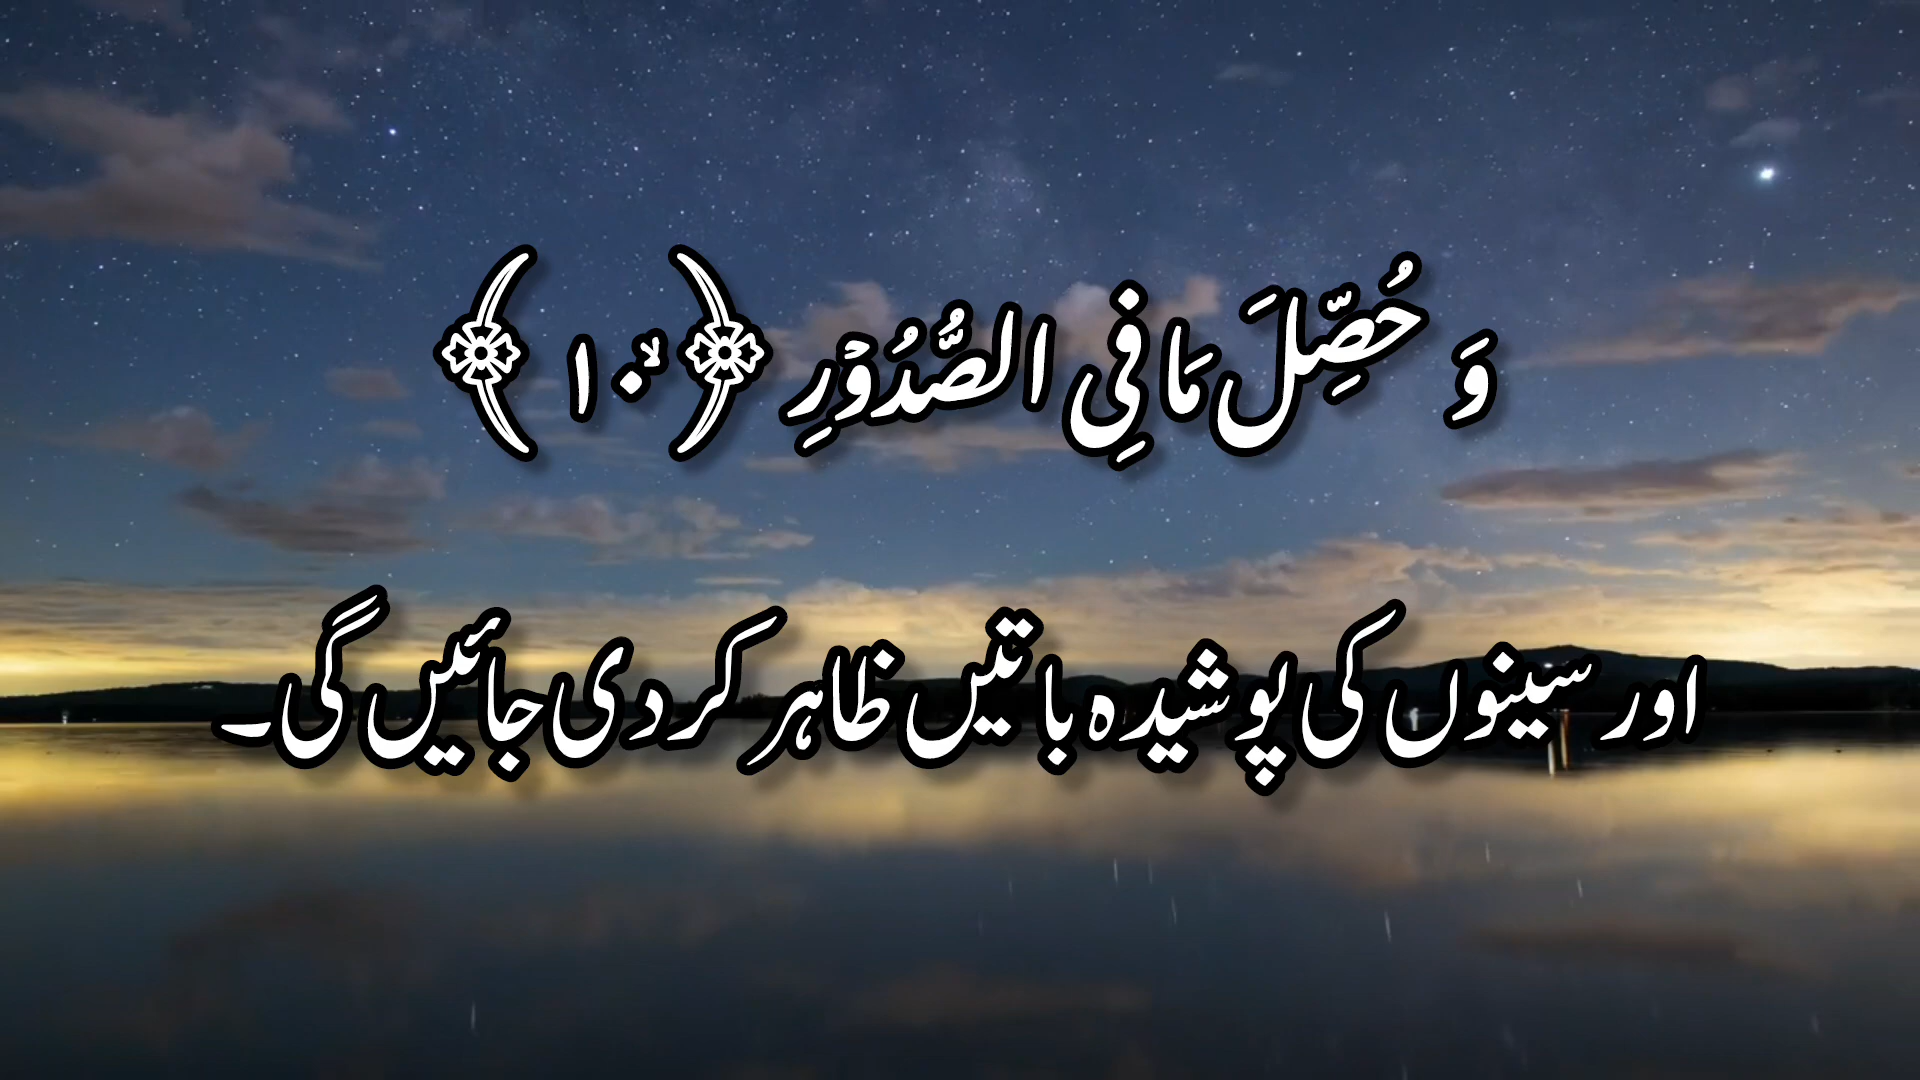 وَ حُصِّلَ مَا فِی الصُّدُوْرِ ﴿ۙ۱۰﴾
اور سینوں کی پوشیدہ باتیں ظاہر کر دی جائیں گی۔